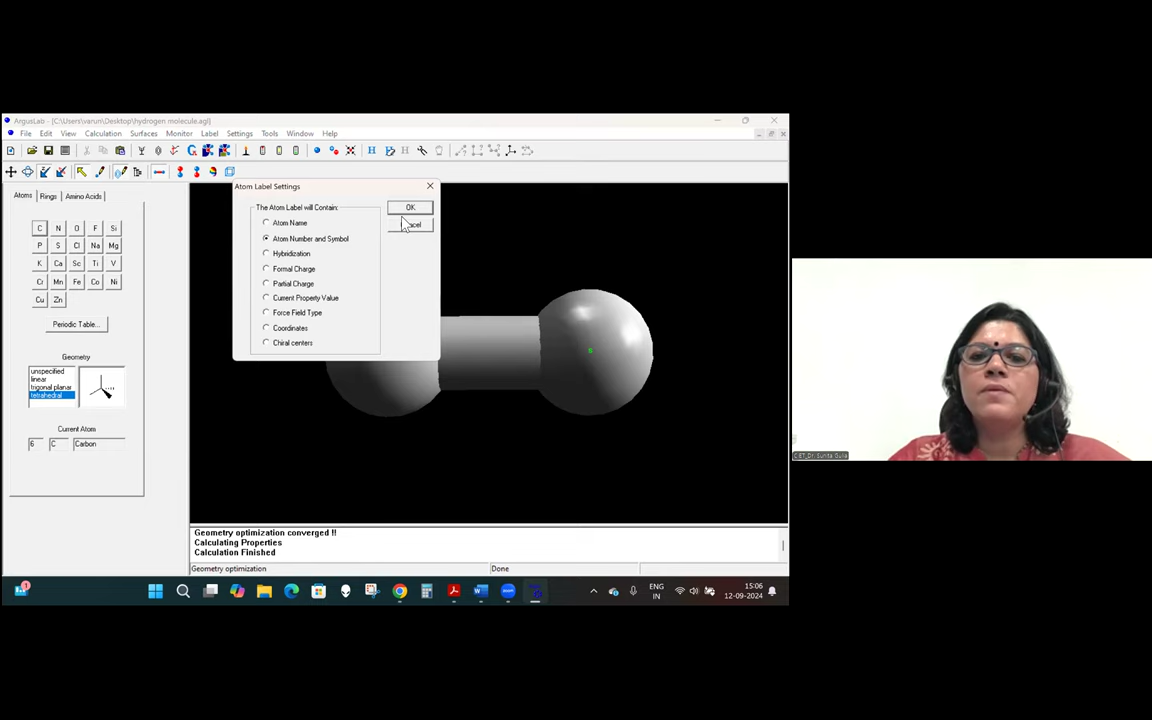 ArgusLab - [C:\Users\varun\Desktop\hydrogen molecule.agl]
File Edit View Calculation Surfaces Monitor Label Settings Tools Window Help
Atoms Rings Amino Acids
C N O F Si
P S Cl Na Mg
K Ca Sc Ti V
Cr Mn Fe Co Ni
Cu Zn
Periodic Table...
Geometry
unspecified
linear
trigonal planar
tetrahedral
Current Atom
6 C Carbon
Atom Label Settings
The Atom Label will Contain:
OK
Atom Name
Atom Number and Symbol
Hybridization
Formal Charge
Partial Charge
Current Property Value
Force Field Type
Coordinates
Chiral centers
Geometry optimization converged !!
Calculating Properties
Calculation Finished
Geometry optimization Done
ENG
IN
15:06
12-09-2024